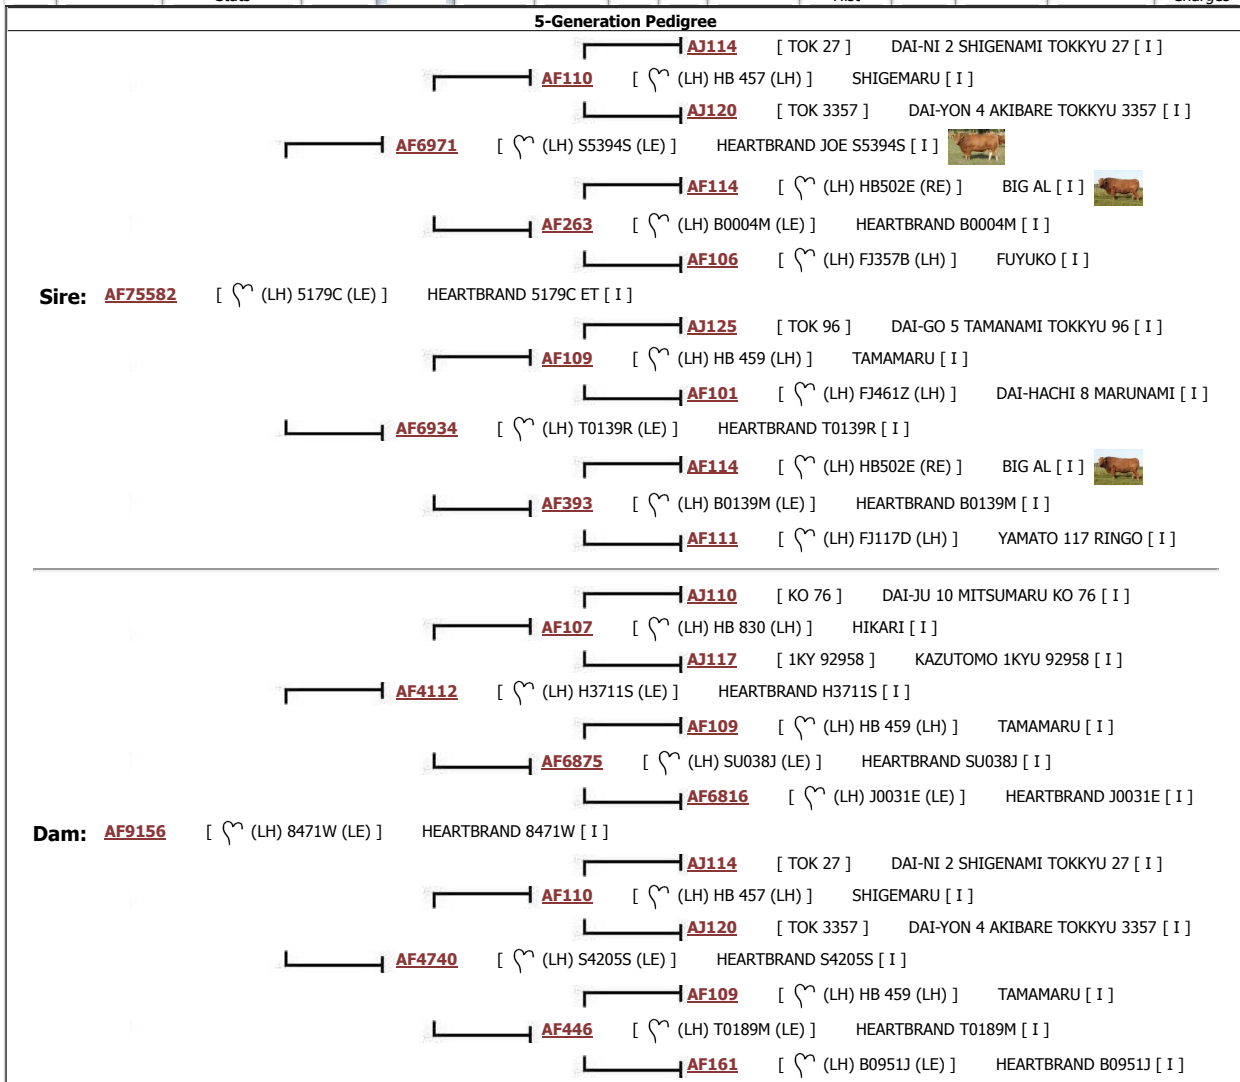 Stats Hist Charges
5-Generation Pedigree
AJ114 [ TOK 27 ] DAI-NI 2 SHIGENAMI TOKKYU 27 [ I ]
AF110 [ (LH) HB 457 (LH) ] SHIGEMARU [ I ]
AJ120 [ TOK 3357 ] DAI-YON 4 AKIBARE TOKKYU 3357 [ I ]
AF6971 [ (LH) S5394S (LE) ] HEARTBRAND JOE S5394S [ I ]
AF114 [ (LH) HB502E (RE) ] BIG AL [ I ]
AF263 [ (LH) B0004M (LE) ] HEARTBRAND B0004M [ I ]
AF106 [ (LH) FJ357B (LH) ] FUYUKO [ I ]
Sire: AF75582 [ (LH) 5179C (LE) ] HEARTBRAND 5179C ET [ I ]
AJ125 [ TOK 96 ] DAI-GO 5 TAMANAMI TOKKYU 96 [ I ]
AF109 [ (LH) HB 459 (LH) ] TAMAMARU [ I ]
AF101 [ (LH) FJ461Z (LH) ] DAI-HACHI 8 MARUNAMI [ I ]
AF6934 [ (LH) T0139R (LE) ] HEARTBRAND T0139R [ I ]
AF114 [ (LH) HB502E (RE) ] BIG AL [ I ]
AF393 [ (LH) B0139M (LE) ] HEARTBRAND B0139M [ I ]
AF111 [ (LH) FJ117D (LH) ] YAMATO 117 RINGO [ I ]
AJ110 [ KO 76 ] DAI-JU 10 MITSUMARU KO 76 [ I ]
AF107 [ (LH) HB 830 (LH) ] HIKARI [ I ]
AJ117 [ 1KY 92958 ] KAZUTOMO 1KYU 92958 [ I ]
AF4112 [ (LH) H3711S (LE) ] HEARTBRAND H3711S [ I ]
AF109 [ (LH) HB 459 (LH) ] TAMAMARU [ I ]
AF6875 [ (LH) SU038J (LE) ] HEARTBRAND SU038J [ I ]
AF6816 [ (LH) J0031E (LE) ] HEARTBRAND J0031E [ I ]
Dam: AF9156 [ (LH) 8471W (LE) ] HEARTBRAND 8471W [ I ]
AJ114 [ TOK 27 ] DAI-NI 2 SHIGENAMI TOKKYU 27 [ I ]
AF110 [ (LH) HB 457 (LH) ] SHIGEMARU [ I ]
AJ120 [ TOK 3357 ] DAI-YON 4 AKIBARE TOKKYU 3357 [ I ]
AF4740 [ (LH) S4205S (LE) ] HEARTBRAND S4205S [ I ]
AF109 [ (LH) HB 459 (LH) ] TAMAMARU [ I ]
AF446 [ (LH) T0189M (LE) ] HEARTBRAND T0189M [ I ]
AF161 [ (LH) B0951J (LE) ] HEARTBRAND B0951J [ I ]